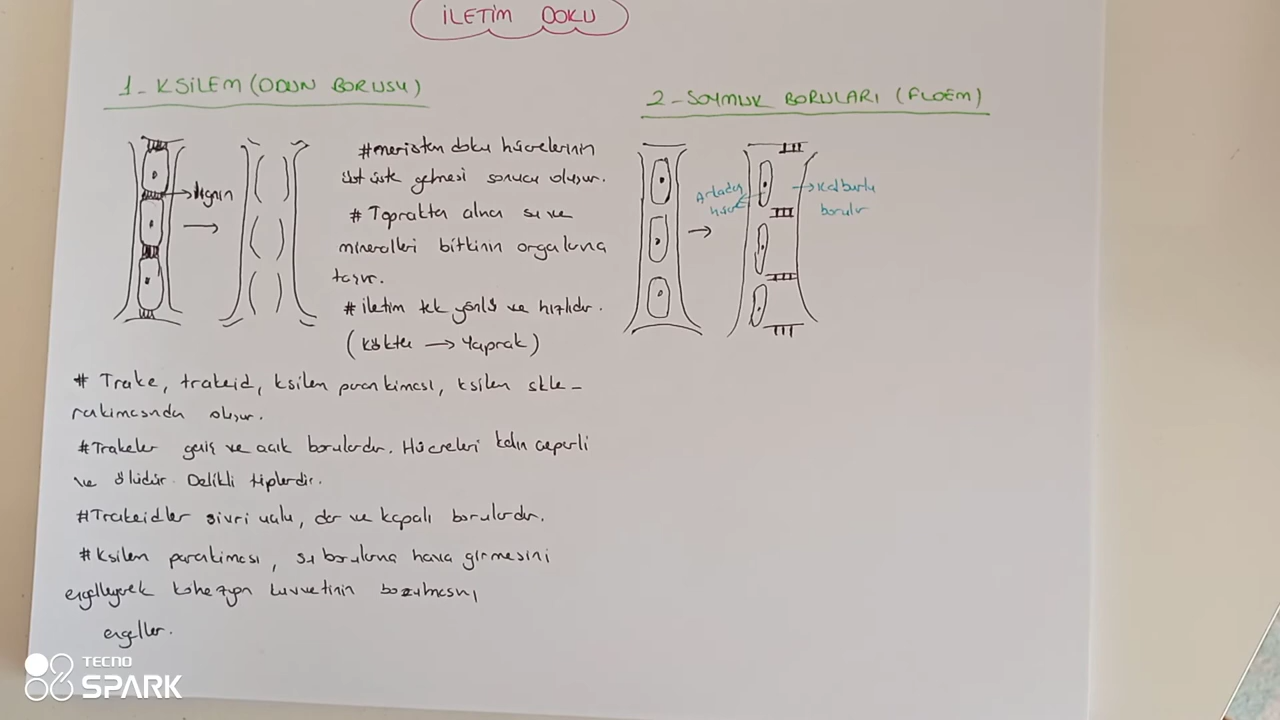 İLETİM DOKU
1- KSİLEM (ODUN BORUSU)
lignin
#meristem doku hücrelerinin
üst üste gelmesi sonucu oluşur.
# Topraktan alınan su ve
mineralleri bitkinin organlarına
taşır.
# iletim tek yönlü ve hızlıdır.
(kökten → Yaprak)
# Trake, trakeid, ksilem parankiması, ksilem skle-
rankimasından oluşur.
#Trakeler geniş ve açık borulardır. Hücreleri kalın çeperli
ve ölüdür. Delikli tiplerdir.
#Trakeidler sivri uçlu, dar ve kapalı borulardır.
#Ksilem parankiması, su borularına hava girmesini
engelleyerek kohezyon kuvvetinin bozulmasını
engeller.
2- SOYMUK BORULARI (FLOEM)
Arkadaş
hücre
kalburlu
borular
TECNO
SPARK